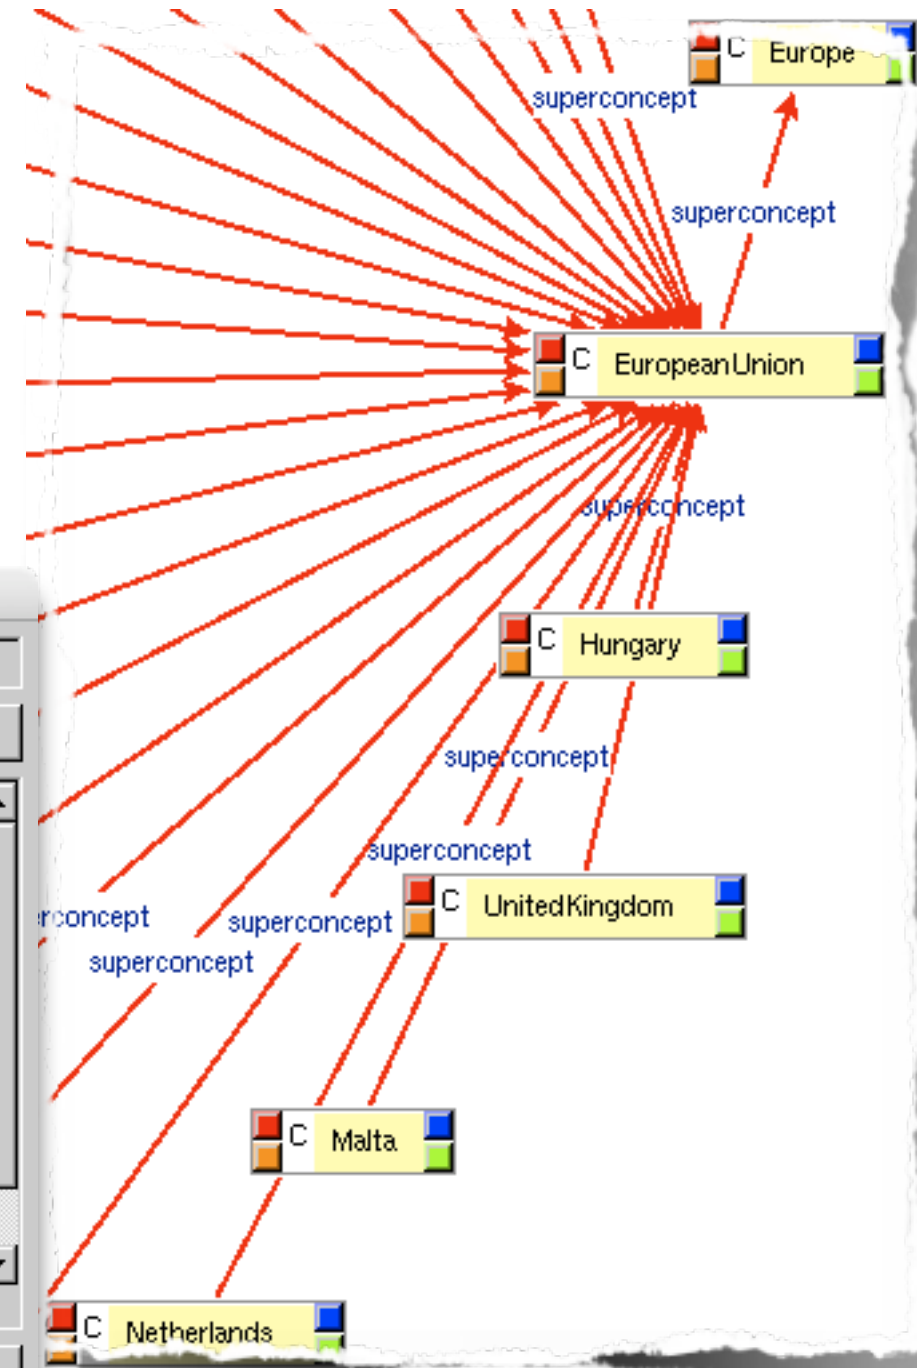 C Europe
superconcept
superconcept
C EuropeanUnion
superconcept
C Hungary
superconcept
superconcept
C UnitedKingdom
rconcept
superconcept
superconcept
C Malta
C Netherlands